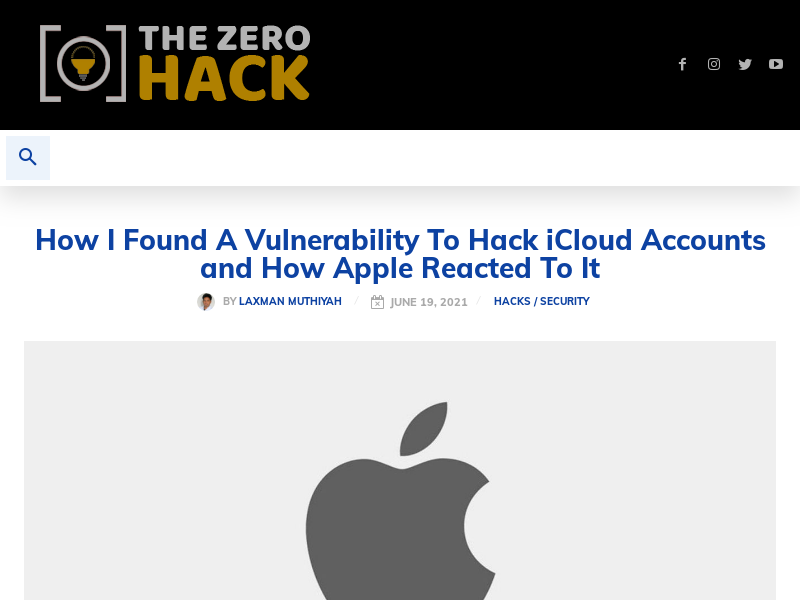 THE ZERO
HACK
How I Found A Vulnerability To Hack iCloud Accounts
and How Apple Reacted To It
BY LAXMAN MUTHIYAH / JUNE 19, 2021 / HACKS / SECURITY